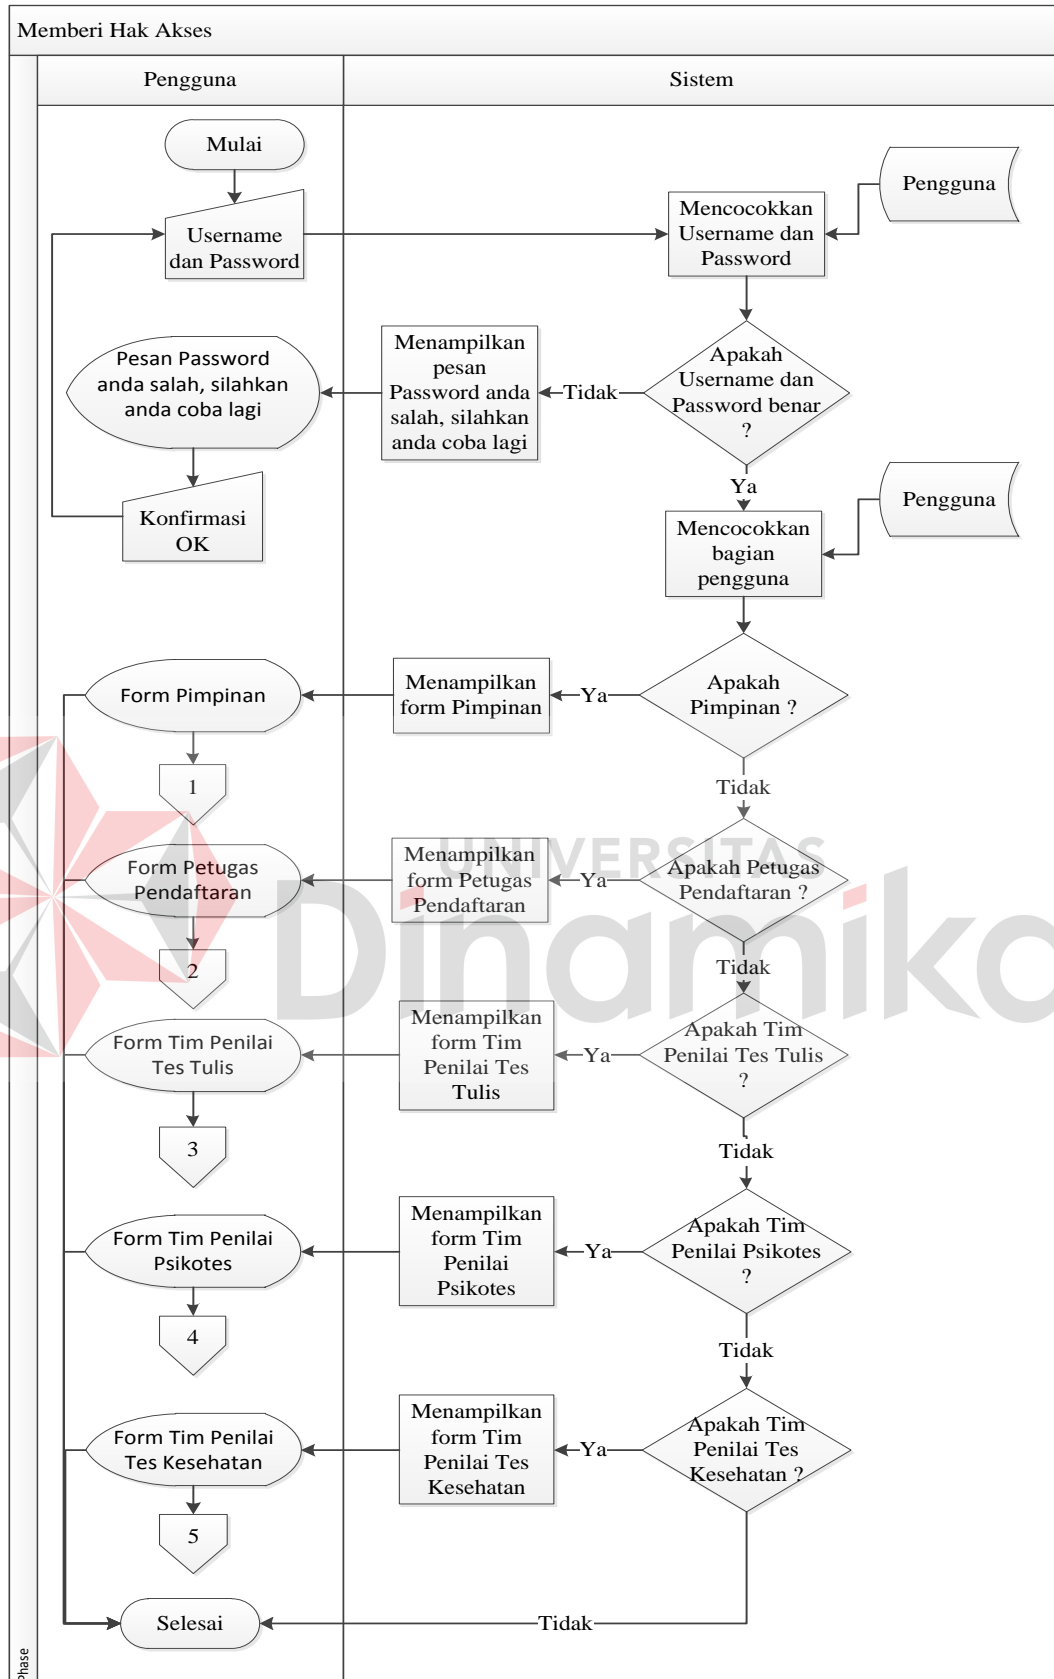 Memberi Hak Akses
Pengguna
Sistem
Mulai
Username
dan Password
Mencocokkan
Username dan
Password
Pengguna
Pesan Password
anda salah, silahkan
anda coba lagi
Menampilkan
pesan
Password anda
salah, silahkan
anda coba lagi
Tidak
Apakah
Username dan
Password benar
?
Ya
Konfirmasi
OK
Mencocokkan
bagian
pengguna
Pengguna
Form Pimpinan
Menampilkan
form Pimpinan
Ya
Apakah
Pimpinan ?
1
Tidak
UNIVERSITAS
Dinamika
Form Petugas
Pendaftaran
Menampilkan
form Petugas
Pendaftaran
Ya
Apakah Petugas
Pendaftaran ?
2
Tidak
Form Tim Penilai
Tes Tulis
Menampilkan
form Tim
Penilai Tes
Tulis
Ya
Apakah Tim
Penilai Tes Tulis
?
3
Tidak
Form Tim Penilai
Psikotes
Menampilkan
form Tim
Penilai
Psikotes
Ya
Apakah Tim
Penilai Psikotes
?
4
Tidak
Form Tim Penilai
Tes Kesehatan
Menampilkan
form Tim
Penilai Tes
Kesehatan
Ya
Apakah Tim
Penilai Tes
Kesehatan ?
5
Selesai
Tidak
Phase